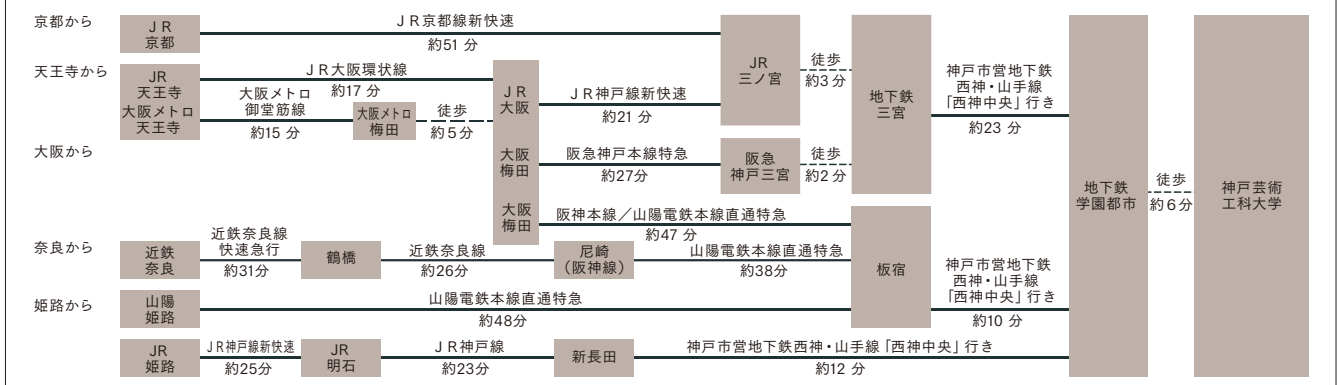 京都から
ＪＲ
京都
ＪＲ京都線新快速
約51 分
JR
三ノ宮
徒歩
約3 分
地下鉄
三宮
天王寺から
JR
天王寺
大阪メトロ
天王寺
ＪＲ大阪環状線
約17 分
大阪メトロ
御堂筋線
約15 分
大阪メトロ
梅田
徒歩
約５分
ＪＲ
大阪
ＪＲ神戸線新快速
約21 分
神戸市営地下鉄
西神・山手線
「西神中央」行き
約23 分
大阪から
大阪
梅田
阪急神戸本線特急
約27分
阪急
神戸三宮
徒歩
約2 分
大阪
梅田
阪神本線／山陽電鉄本線直通特急
約47 分
地下鉄
学園都市
徒歩
約6分
神戸芸術
工科大学
奈良から
近鉄
奈良
近鉄奈良線
快速急行
約31分
鶴橋
近鉄奈良線
約26分
尼崎
（阪神線）
山陽電鉄本線直通特急
約38分
板宿
神戸市営地下鉄
西神・山手線
「西神中央」行き
約10 分
姫路から
山陽
姫路
山陽電鉄本線直通特急
約48分
JR
姫路
ＪＲ神戸線新快速
約25分
JR
明石
ＪＲ神戸線
約23分
新長田
神戸市営地下鉄西神・山手線「西神中央」行き
約12 分